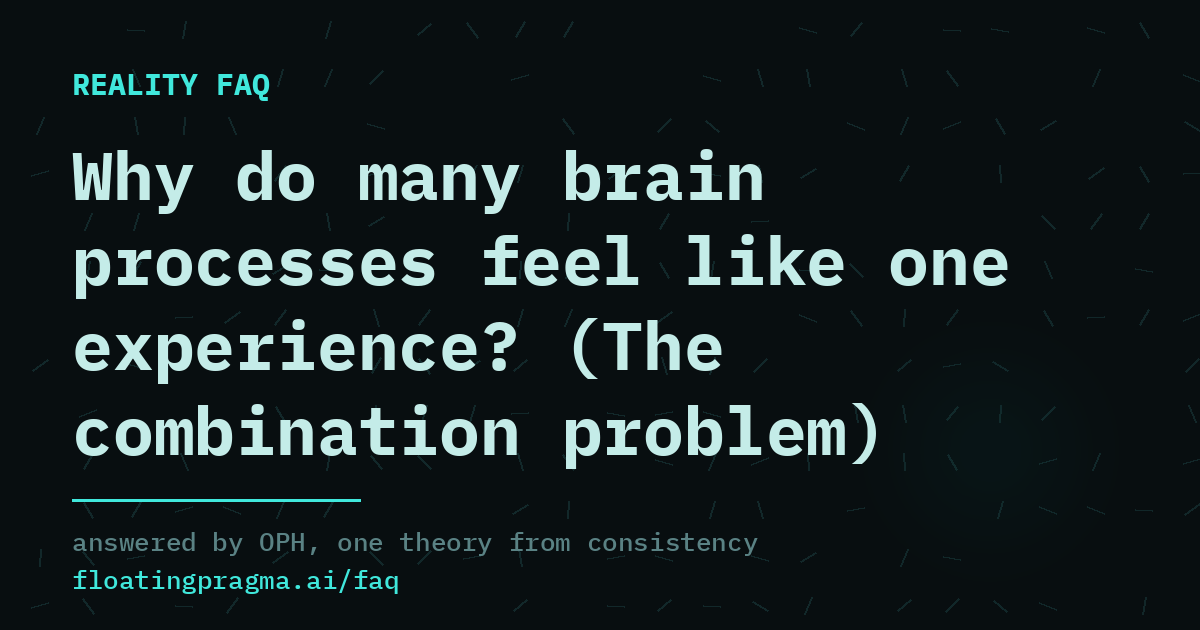 REALITY FAQ
Why do many brain
processes feel like one
experience? (The
combination problem)
answered by OPH, one theory from consistency
floatingpragma.ai/faq